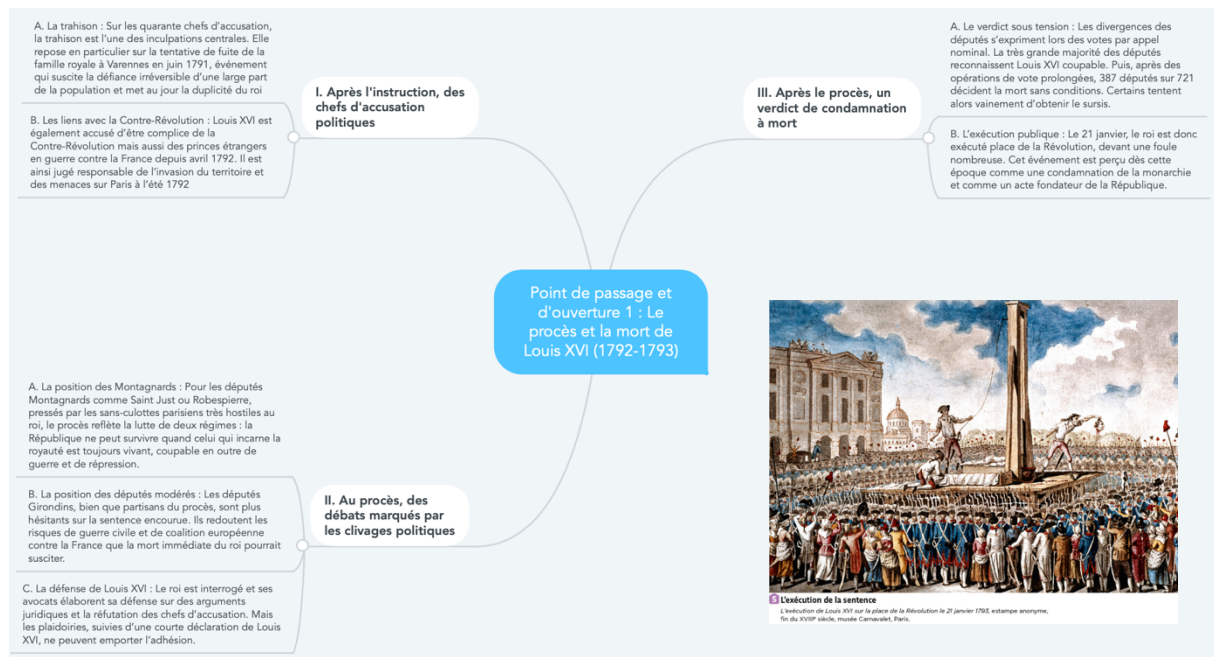 A. La trahison : Sur les quarante chefs d'accusation,
la trahison est l'une des inculpations centrales. Elle
repose en particulier sur la tentative de fuite de la
famille royale à Varennes en juin 1791, événement
qui suscite la défiance irréversible d'une large part
de la population et met au jour la duplicité du roi
B. Les liens avec la Contre-Révolution : Louis XVI est
également accusé d'être complice de la
Contre-Révolution mais aussi des princes étrangers
en guerre contre la France depuis avril 1792. Il est
ainsi jugé responsable de l'invasion du territoire et
des menaces sur Paris à l'été 1792
I. Après l'instruction, des
chefs d'accusation
politiques
III. Après le procès, un
verdict de condamnation
à mort
A. Le verdict sous tension : Les divergences des
députés s'expriment lors des votes par appel
nominal. La très grande majorité des députés
reconnaissent Louis XVI coupable. Puis, après des
opérations de vote prolongées, 387 députés sur 721
décident la mort sans conditions. Certains tentent
alors vainement d'obtenir le sursis.
B. L'exécution publique : Le 21 janvier, le roi est donc
exécuté place de la Révolution, devant une foule
nombreuse. Cet événement est perçu dès cette
époque comme une condamnation de la monarchie
et comme un acte fondateur de la République.
Point de passage et
d'ouverture 1 : Le
procès et la mort de
Louis XVI (1792-1793)
A. La position des Montagnards : Pour les députés
Montagnards comme Saint Just ou Robespierre,
pressés par les sans-culottes parisiens très hostiles au
roi, le procès reflète la lutte de deux régimes : la
République ne peut survivre quand celui qui incarne la
royauté est toujours vivant, coupable en outre de
guerre et de répression.
B. La position des députés modérés : Les députés
Girondins, bien que partisans du procès, sont plus
hésitants sur la sentence encourue. Ils redoutent les
risques de guerre civile et de coalition européenne
contre la France que la mort immédiate du roi pourrait
susciter.
C. La défense de Louis XVI : Le roi est interrogé et ses
avocats élaborent sa défense sur des arguments
juridiques et la réfutation des chefs d'accusation. Mais
les plaidoiries, suivies d'une courte déclaration de Louis
XVI, ne peuvent emporter l'adhésion.
II. Au procès, des
débats marqués par
les clivages politiques
5 L'exécution de la sentence
L'exécution de Louis XVI sur la place de la Révolution le 21 janvier 1793, estampe anonyme,
fin du XVIIIe siècle, musée Carnavalet, Paris.